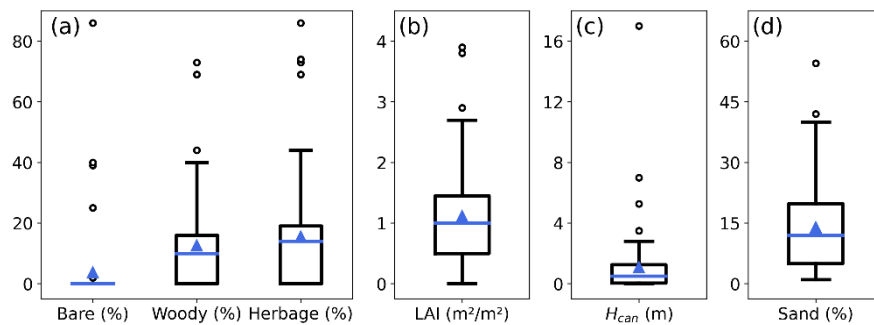 (a)
80
60
40
20
0
Bare (%) Woody (%) Herbage (%)
(b)
4
3
2
1
0
LAI (m²/m²)
(c)
16
12
8
4
0
H_can (m)
(d)
60
45
30
15
0
Sand (%)